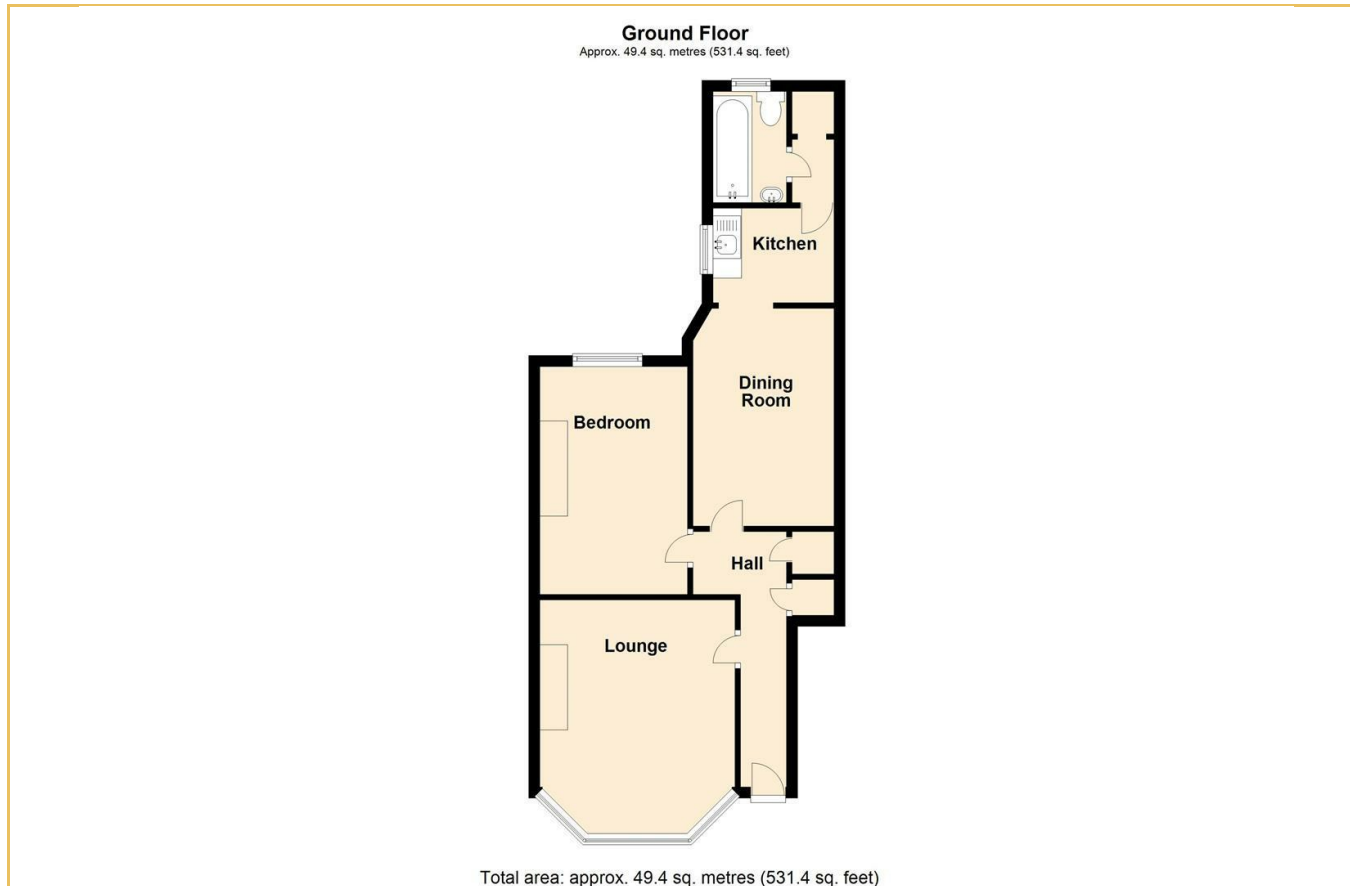 Ground Floor
Approx. 49.4 sq. metres (531.4 sq. feet)
Kitchen
Dining
Room
Bedroom
Hall
Lounge
Total area: approx. 49.4 sq. metres (531.4 sq. feet)